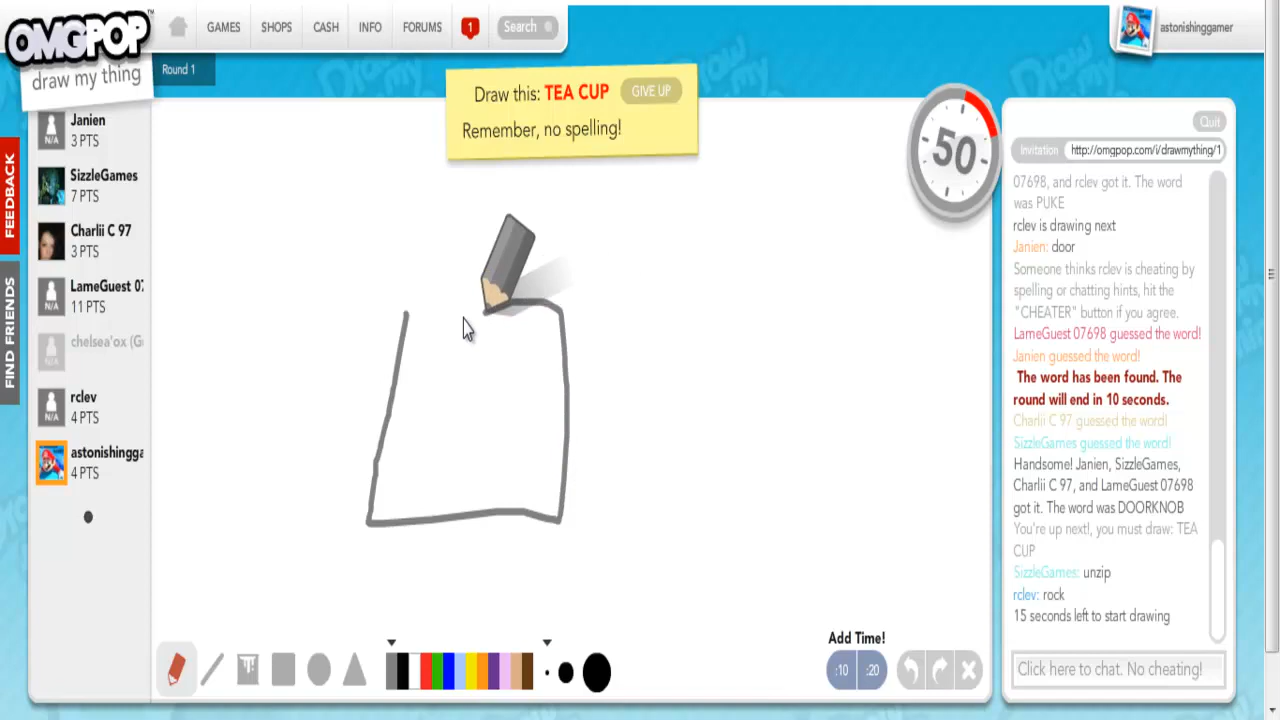 OMGPOP™
draw my thing
GAMES
SHOPS
CASH
INFO
FORUMS
1
Search
astonishinggamer
Round 1
Draw this: TEA CUP
GIVE UP
Remember, no spelling!
50
FEEDBACK
FIND FRIENDS
N/A
Janien
3 PTS
SizzleGames
7 PTS
Charlii C 97
3 PTS
N/A
LameGuest 07
11 PTS
N/A
chelsea'ox (G
N/A
rclev
4 PTS
astonishingga
4 PTS
Quit
Invitation
http://omgpop.com/i/drawmything/1
07698, and rclev got it. The word
was PUKE
rclev is drawing next
Janien: door
Someone thinks rclev is cheating by
spelling or chatting hints, hit the
"CHEATER" button if you agree.
LameGuest 07698 guessed the word!
Janien guessed the word!
The word has been found. The
round will end in 10 seconds.
Charlii C 97 guessed the word!
SizzleGames guessed the word!
Handsome! Janien, SizzleGames,
Charlii C 97, and LameGuest 07698
got it. The word was DOORKNOB
You're up next!, you must draw: TEA
CUP
SizzleGames: unzip
rclev: rock
15 seconds left to start drawing
Click here to chat. No cheating!
Add Time!
:10
:20